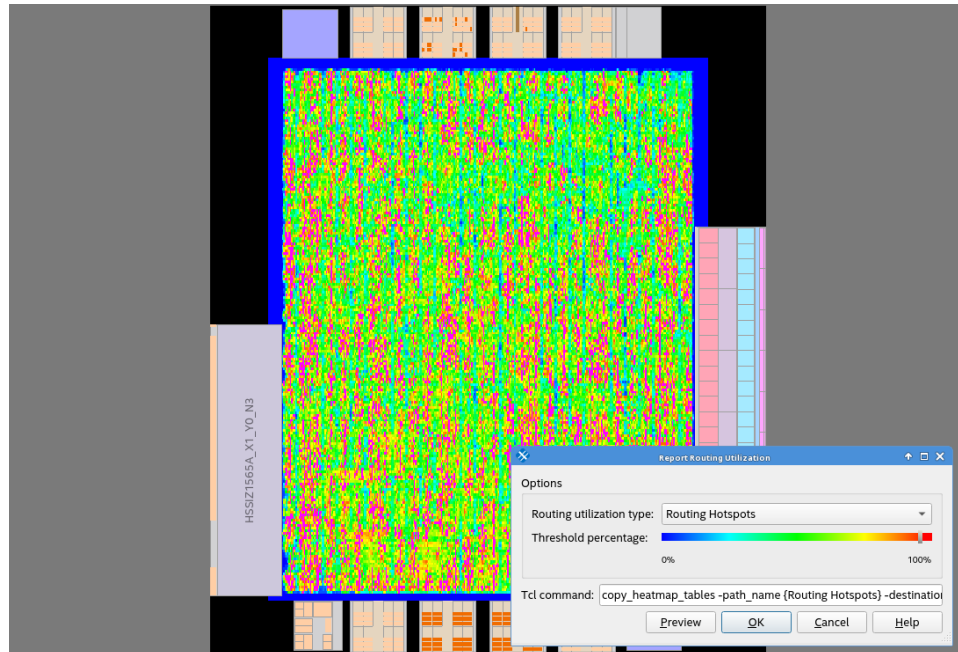 HSSIZ1565A_X1_Y0_N3
Report Routing Utilization
Options
Routing utilization type: Routing Hotspots
Threshold percentage:
0% 100%
Tcl command: copy_heatmap_tables -path_name {Routing Hotspots} -destination
Preview OK Cancel Help